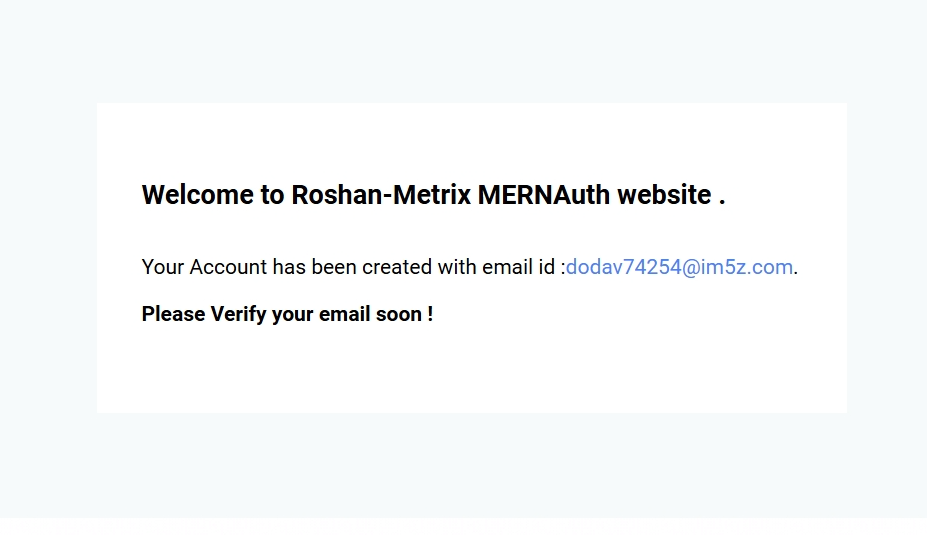 Welcome to Roshan-Metrix MERNAuth website .
Your Account has been created with email id :dodav74254@im5z.com.
Please Verify your email soon !